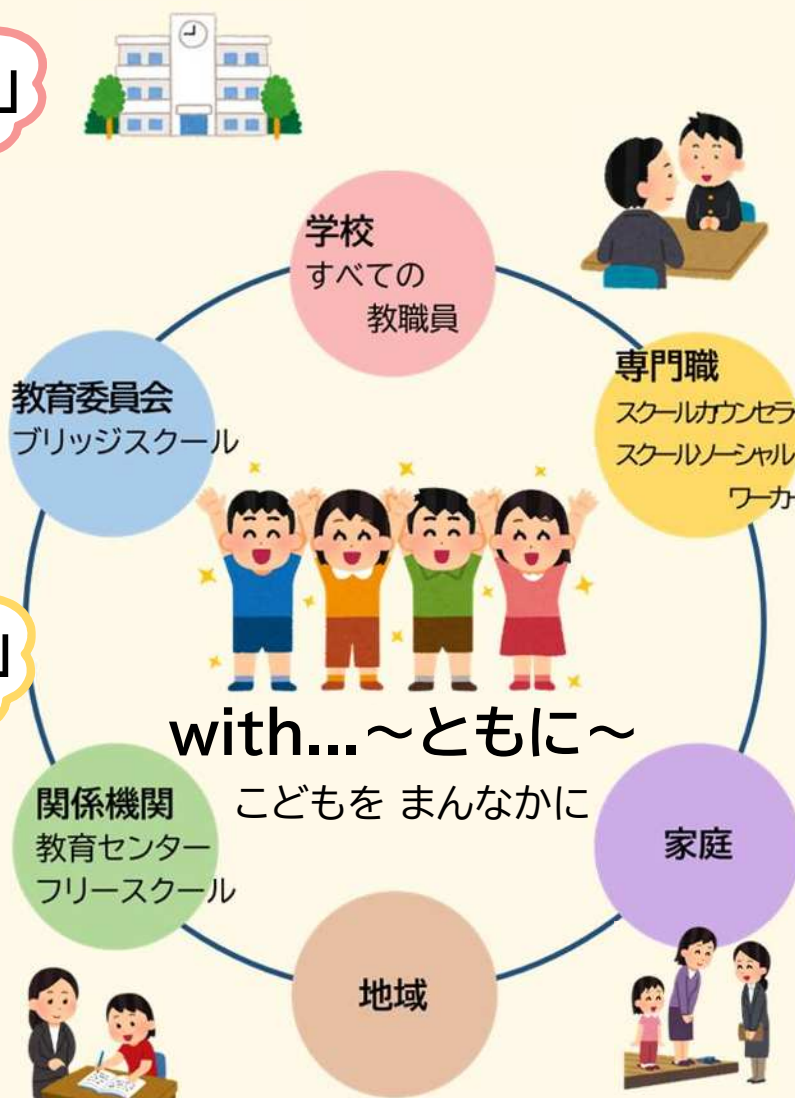 」
学校
すべての
教職員
教育委員会
ブリッジスクール
専門職
スクールカウンセラ
スクールソーシャル
ワーカー
」
with...~ともに~
こどもを まんなかに
関係機関
教育センター
フリースクール
家庭
地域